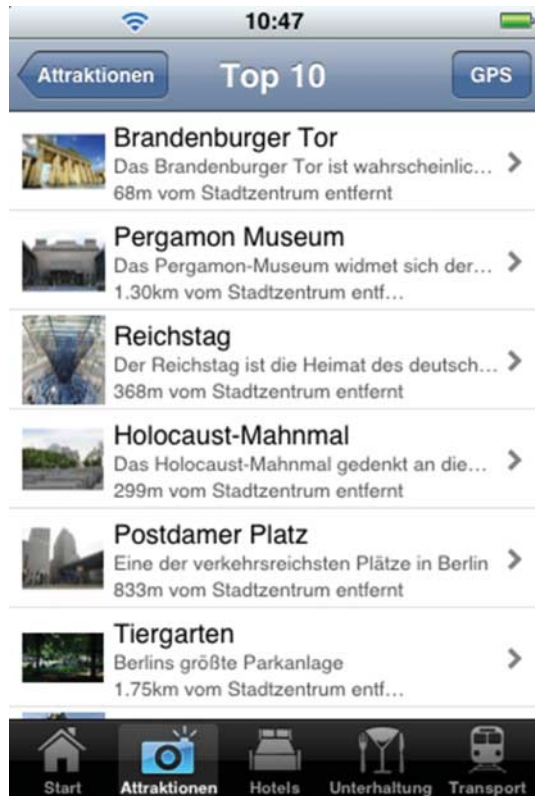 10:47
Attraktionen Top 10 GPS
Brandenburger Tor
Das Brandenburger Tor ist wahrscheinlic...
68m vom Stadtzentrum entfernt
Pergamon Museum
Das Pergamon-Museum widmet sich der...
1.30km vom Stadtzentrum entf...
Reichstag
Der Reichstag ist die Heimat des deutsch...
368m vom Stadtzentrum entfernt
Holocaust-Mahnmal
Das Holocaust-Mahnmal gedenkt an die...
299m vom Stadtzentrum entfernt
Postdamer Platz
Eine der verkehrsreichsten Plätze in Berlin
833m vom Stadtzentrum entfernt
Tiergarten
Berlins größte Parkanlage
1.75km vom Stadtzentrum entf...
Start Attraktionen Hotels Unterhaltung Transport